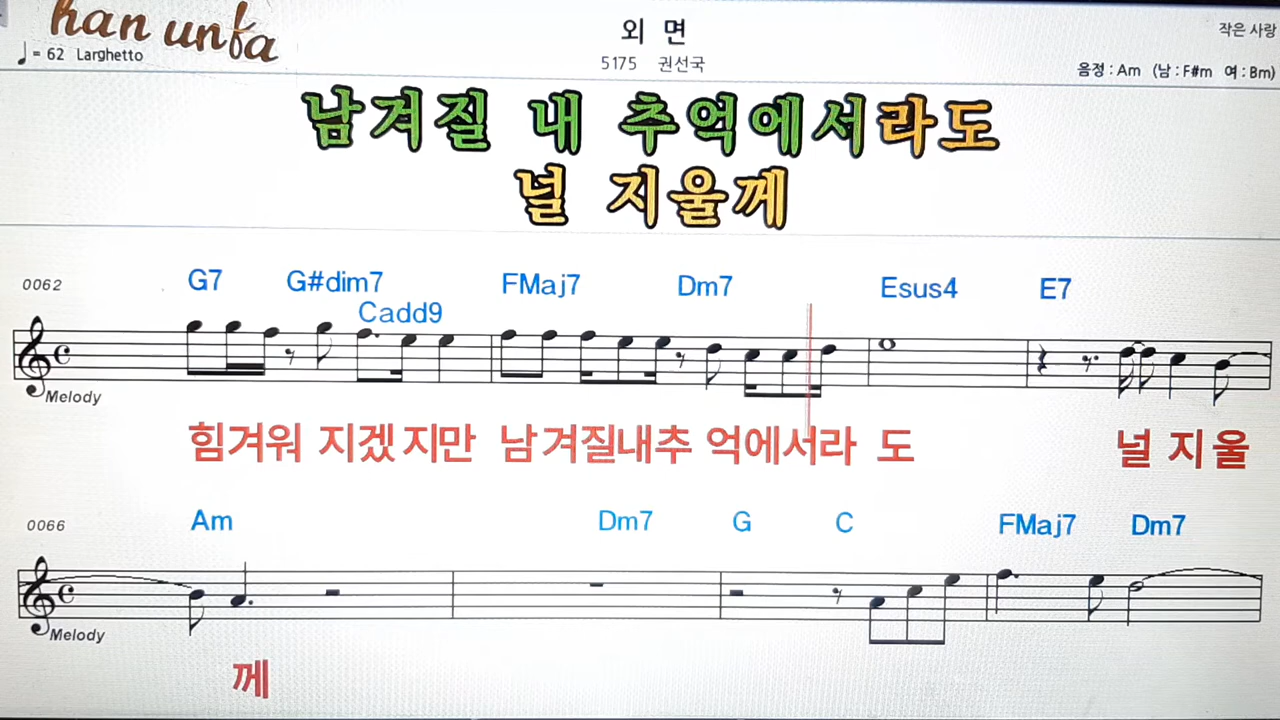 han unfa
외 면
작은 사랑
♩= 62 Larghetto
5175 권선국
음정 : Am (남 : F#m 여 : Bm)
남겨질 내 추억에서라도
널 지울께
0062
G7 G#dim7 Cadd9 FMaj7 Dm7 Esus4 E7
Melody
힘겨워 지겠지만 남겨질내추 억에서라 도 널 지울
0066
Am Dm7 G C FMaj7 Dm7
Melody
께